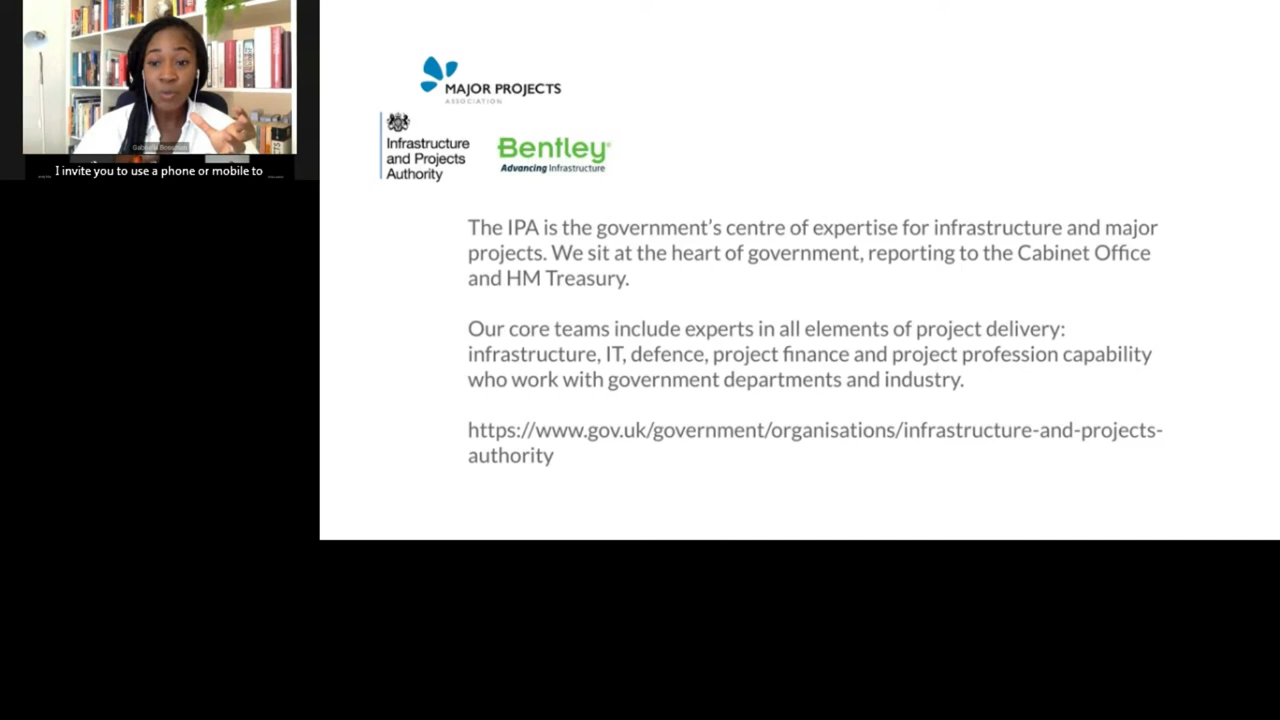 Gabriella Bossman
I invite you to use a phone or mobile to
MAJOR PROJECTS
ASSOCIATION
Infrastructure
and Projects
Authority
Bentley®
Advancing Infrastructure
The IPA is the government’s centre of expertise for infrastructure and major
projects. We sit at the heart of government, reporting to the Cabinet Office
and HM Treasury.
Our core teams include experts in all elements of project delivery:
infrastructure, IT, defence, project finance and project profession capability
who work with government departments and industry.
https://www.gov.uk/government/organisations/infrastructure-and-projects-
authority